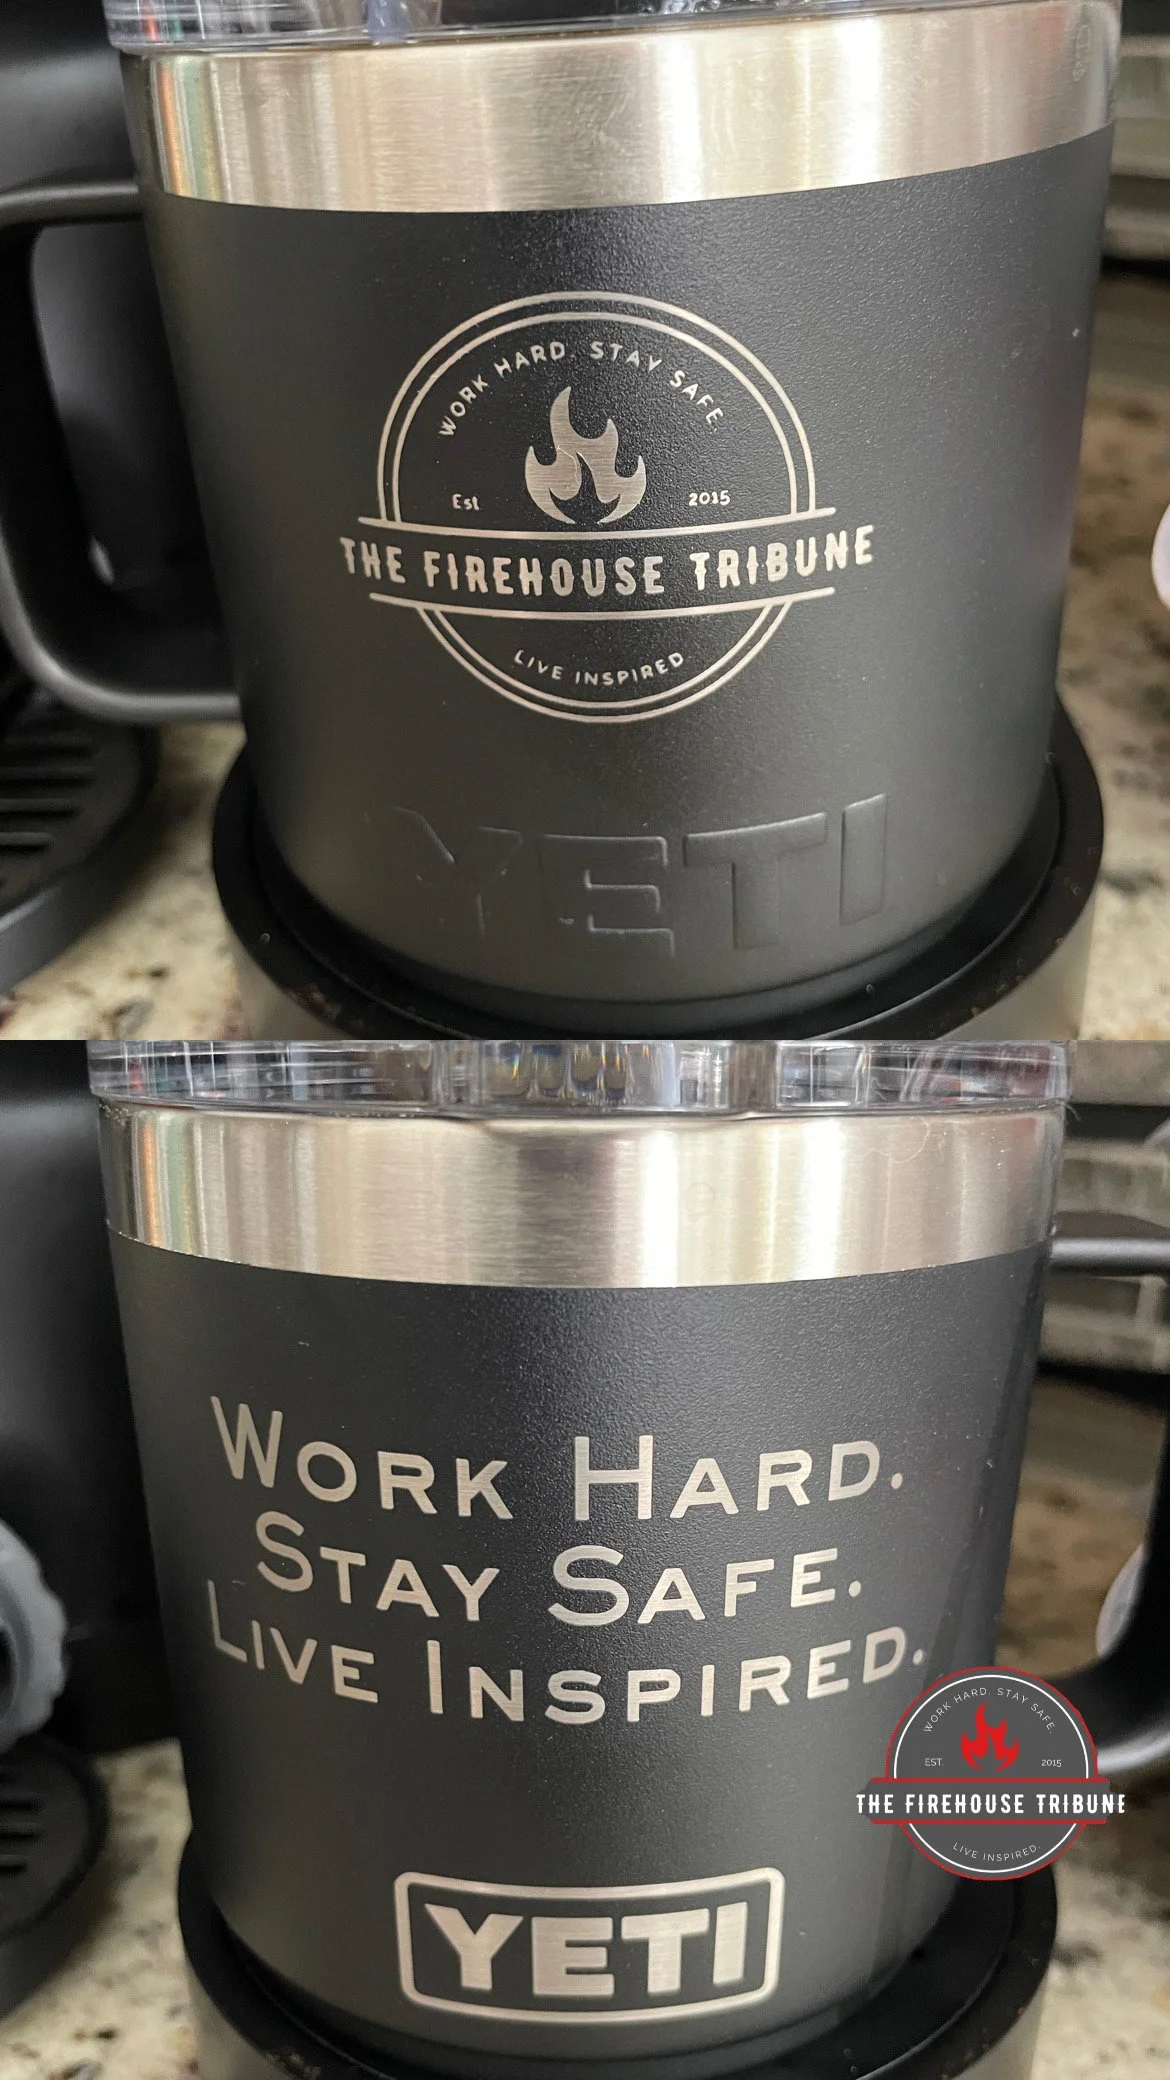 WORK HARD. STAY SAFE.
Est 2015
THE FIREHOUSE TRIBUNE
LIVE INSPIRED.
YETI
WORK HARD.
STAY SAFE.
LIVE INSPIRED.
WORK HARD. STAY SAFE.
EST. 2015
THE FIREHOUSE TRIBUNE
LIVE INSPIRED.
YETI